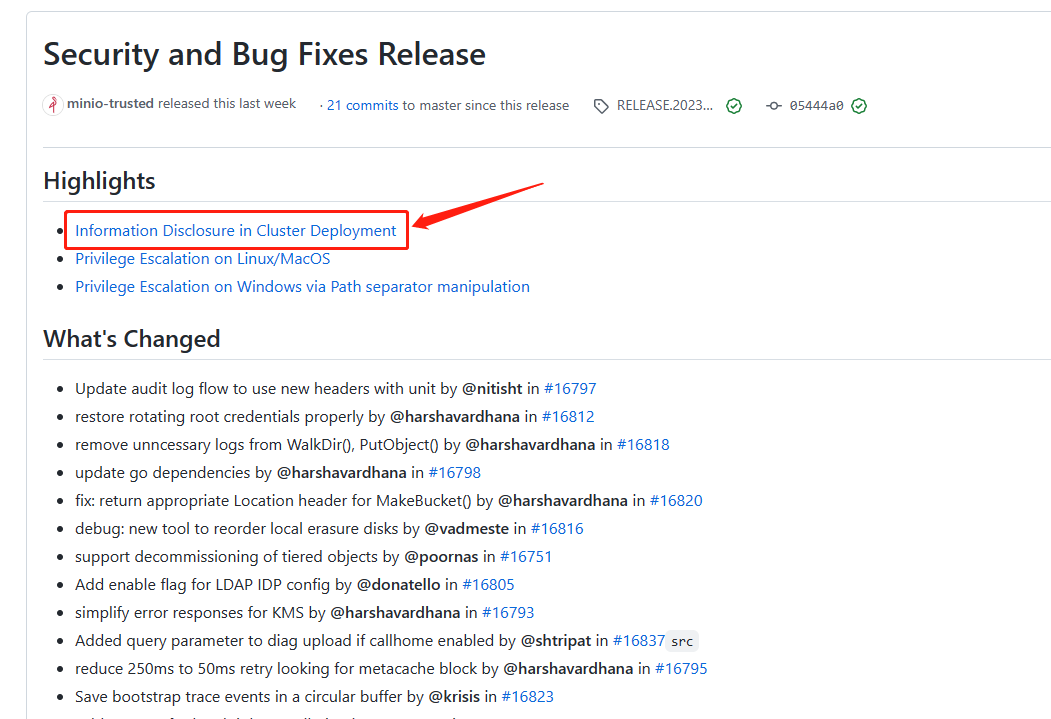 Security and Bug Fixes Release
minio-trusted released this last week · 21 commits to master since this release RELEASE.2023... 05444a0
Highlights
Information Disclosure in Cluster Deployment
Privilege Escalation on Linux/MacOS
Privilege Escalation on Windows via Path separator manipulation
What's Changed
Update audit log flow to use new headers with unit by @nitisht in #16797
restore rotating root credentials properly by @harshavardhana in #16812
remove unncessary logs from WalkDir(), PutObject() by @harshavardhana in #16818
update go dependencies by @harshavardhana in #16798
fix: return appropriate Location header for MakeBucket() by @harshavardhana in #16820
debug: new tool to reorder local erasure disks by @vadmeste in #16816
support decommissioning of tiered objects by @poornas in #16751
Add enable flag for LDAP IDP config by @donatello in #16805
simplify error responses for KMS by @harshavardhana in #16793
Added query parameter to diag upload if callhome enabled by @shtripat in #16837 src
reduce 250ms to 50ms retry looking for metacache block by @harshavardhana in #16795
Save bootstrap trace events in a circular buffer by @krisis in #16823